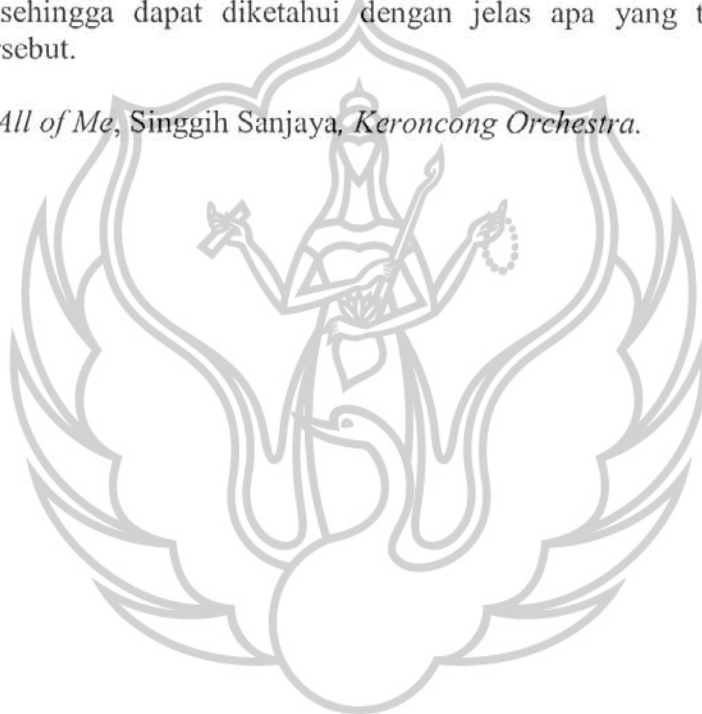 sehingga dapat diketahui dengan jelas apa yang
rsebut.
All of Me, Singgih Sanjaya, Keroncong Orchestra.